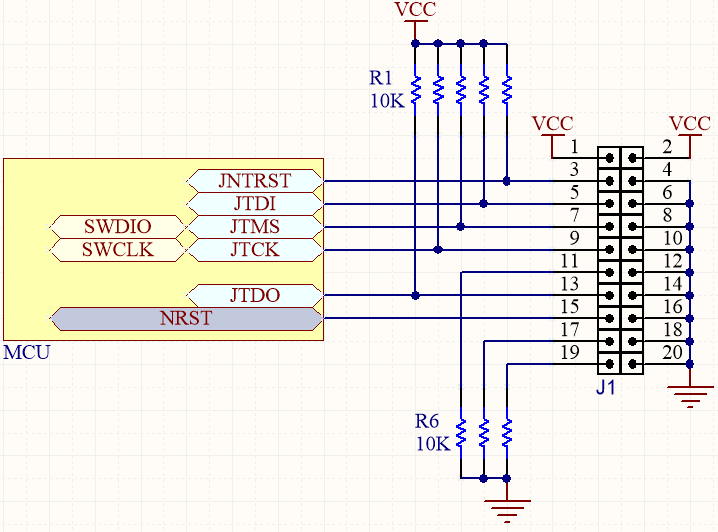 VCC
R1
10K
VCC
VCC
1 2
3 4
JNTRST
5 6
JTDI
7 8
SWDIO JTMS
9 10
SWCLK JTCK
11 12
13 14
JTDO
15 16
NRST
17 18
MCU
19 20
J1
R6
10K